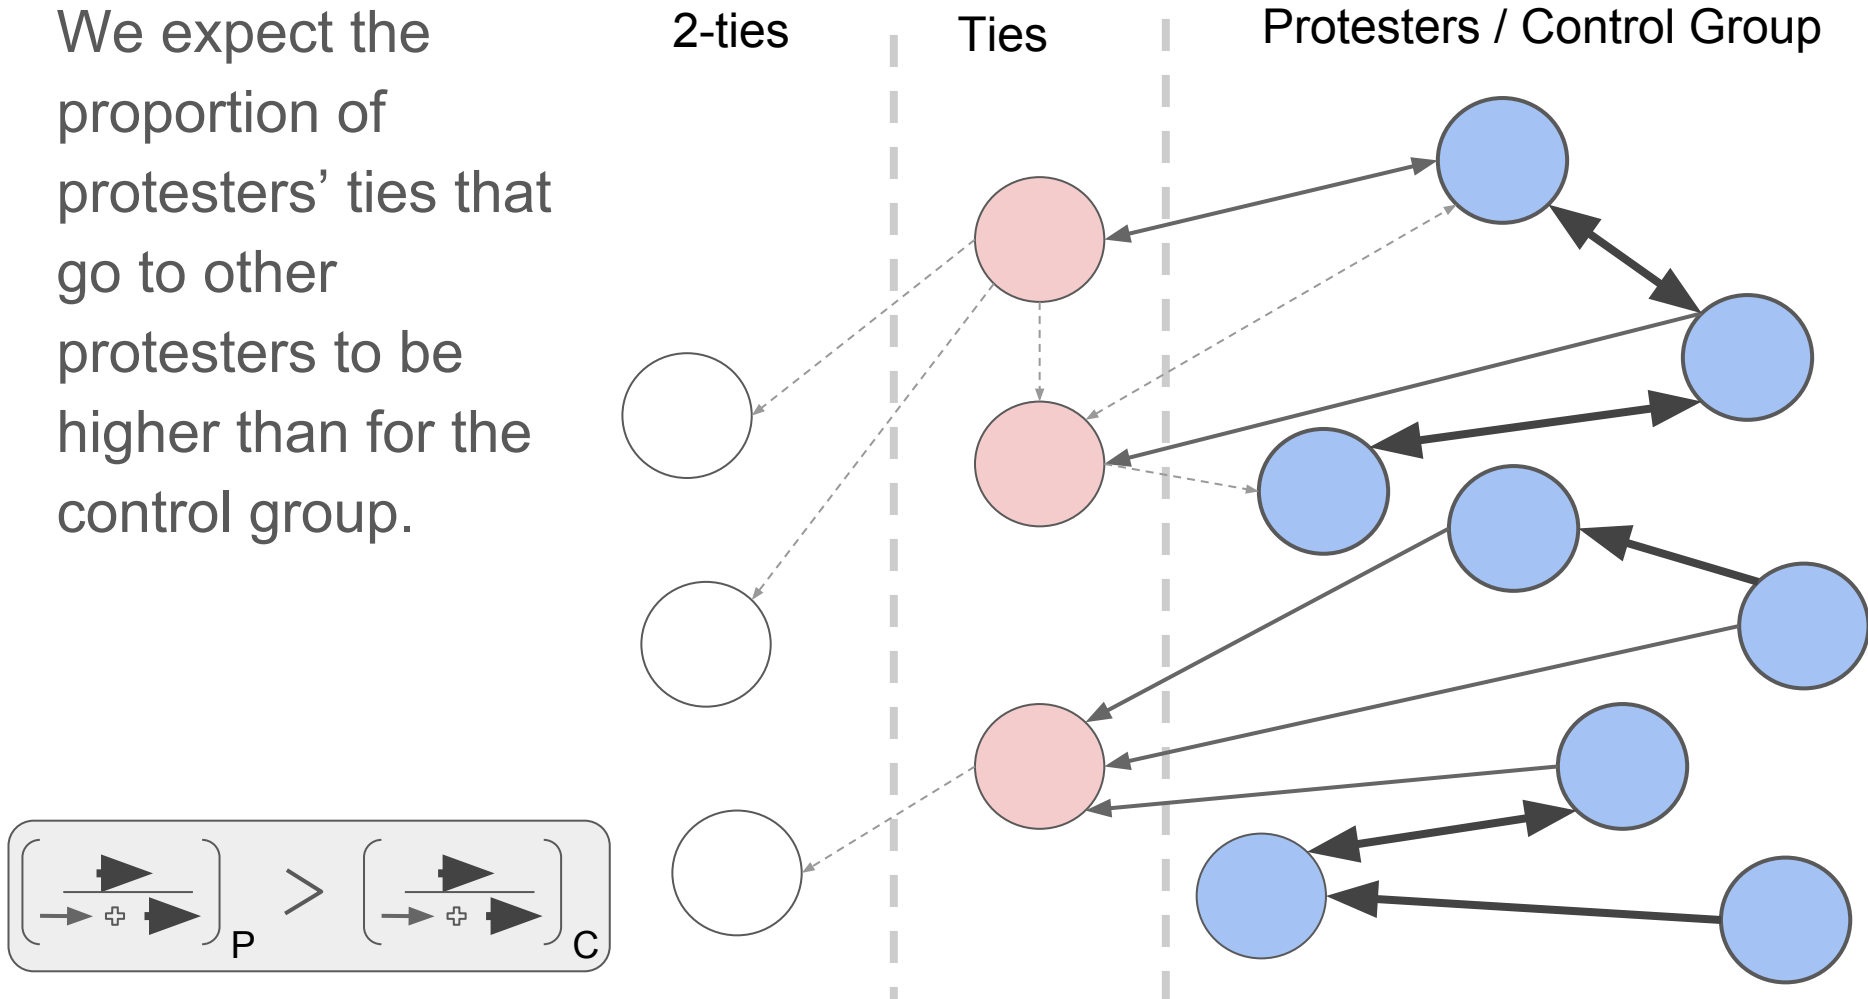 We expect the
proportion of
protesters’ ties that
go to other
protesters to be
higher than for the
control group.
2-ties
Ties
Protesters / Control Group
P > C